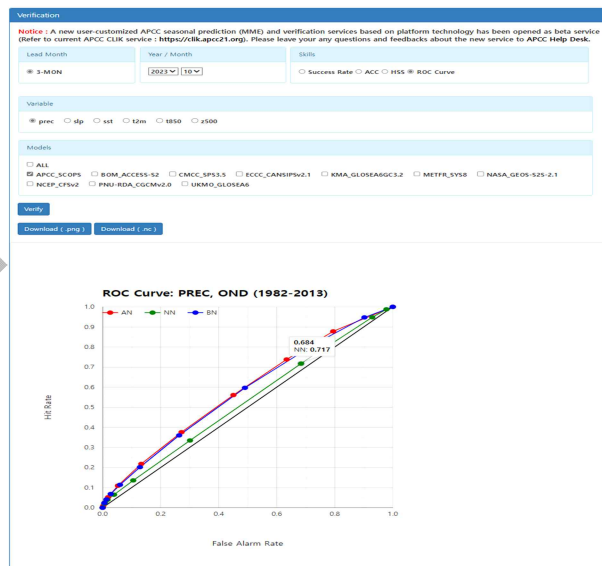 Verification
Notice : A new user-customized APCC seasonal prediction (MME) and verification services based on platform technology has been opened as beta service
(Refer to current APCC CLIK service : https://clik.apcc21.org). Please leave your any questions and feedbacks about the new service to APCC Help Desk.
Lead Month Year / Month Skills
3-MON 2023 10 Success Rate ACC HSS ROC Curve
Variable
prec slp sst t2m t850 z500
Models
ALL
APCC_SCOPS BOM_ACCESS-S2 CMCC_SPS3.5 ECCC_CANSIPSv2.1 KMA_GLOSEA6GC3.2 METFR_SYS8 NASA_GEOS-S2S-2.1
NCEP_CFSv2 PNU-RDA_CGCMv2.0 UKMO_GLOSEA6
Verify
Download ( .png ) Download ( .nc )
ROC Curve: PREC, OND (1982-2013)
AN NN BN
1.0
0.9
0.8
0.7
0.6
0.5
0.4
0.3
0.2
0.1
0.0
0.684
NN: 0.717
Hit Rate
0.0 0.2 0.4 0.6 0.8 1.0
False Alarm Rate